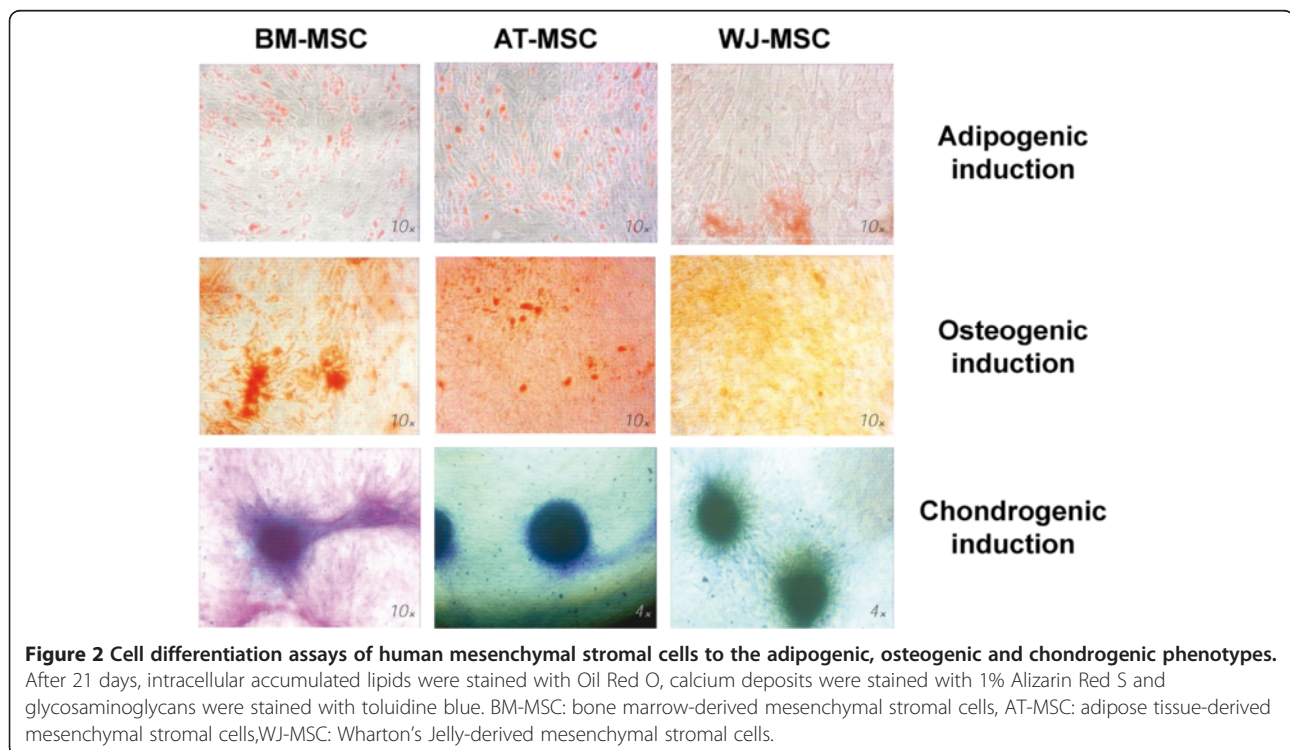 BM-MSC AT-MSC WJ-MSC
10x 10x 10x
Adipogenic
induction
10x 10x 10x
Osteogenic
induction
10x 4x 4x
Chondrogenic
induction
Figure 2 Cell differentiation assays of human mesenchymal stromal cells to the adipogenic, osteogenic and chondrogenic phenotypes.
After 21 days, intracellular accumulated lipids were stained with Oil Red O, calcium deposits were stained with 1% Alizarin Red S and
glycosaminoglycans were stained with toluidine blue. BM-MSC: bone marrow-derived mesenchymal stromal cells, AT-MSC: adipose tissue-derived
mesenchymal stromal cells,WJ-MSC: Wharton's Jelly-derived mesenchymal stromal cells.